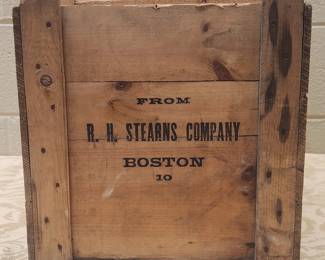 FROM
R. H. STEARNS COMPANY
BOSTON
10